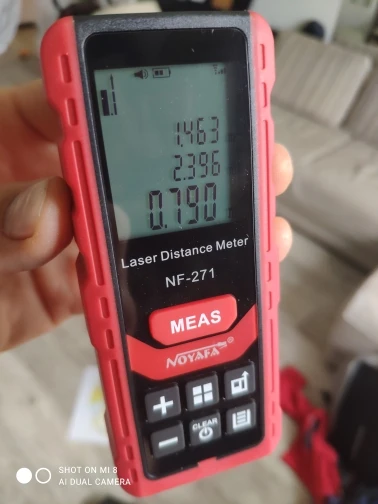 1.463
2.396
0.790
Laser Distance Meter
NF-271
MEAS
NOYAFA®
CLEAR
SHOT ON MI 8
AI DUAL CAMERA